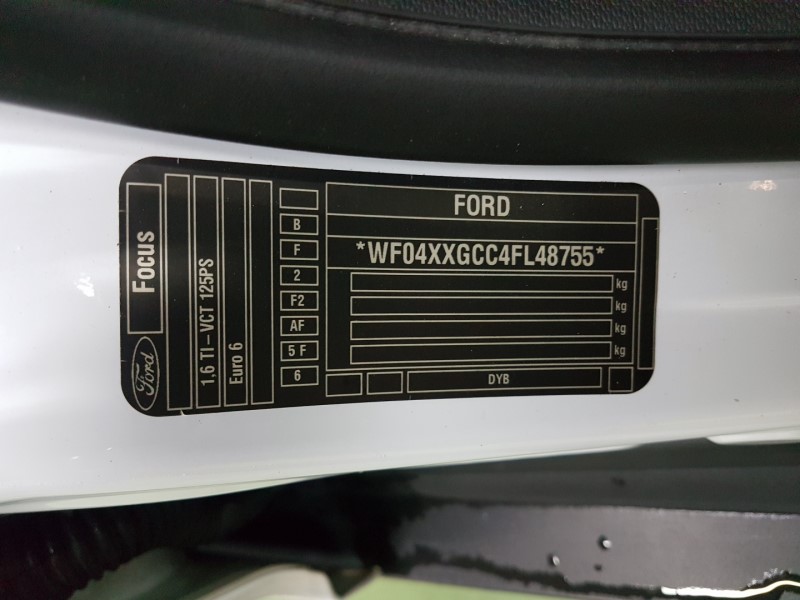 Focus
Ford
1,6 TI-VCT 125PS
Euro 6
B
F
2
F2
AF
5 F
6
FORD
*WF04XXGCC4FL48755*
kg
kg
kg
kg
DYB